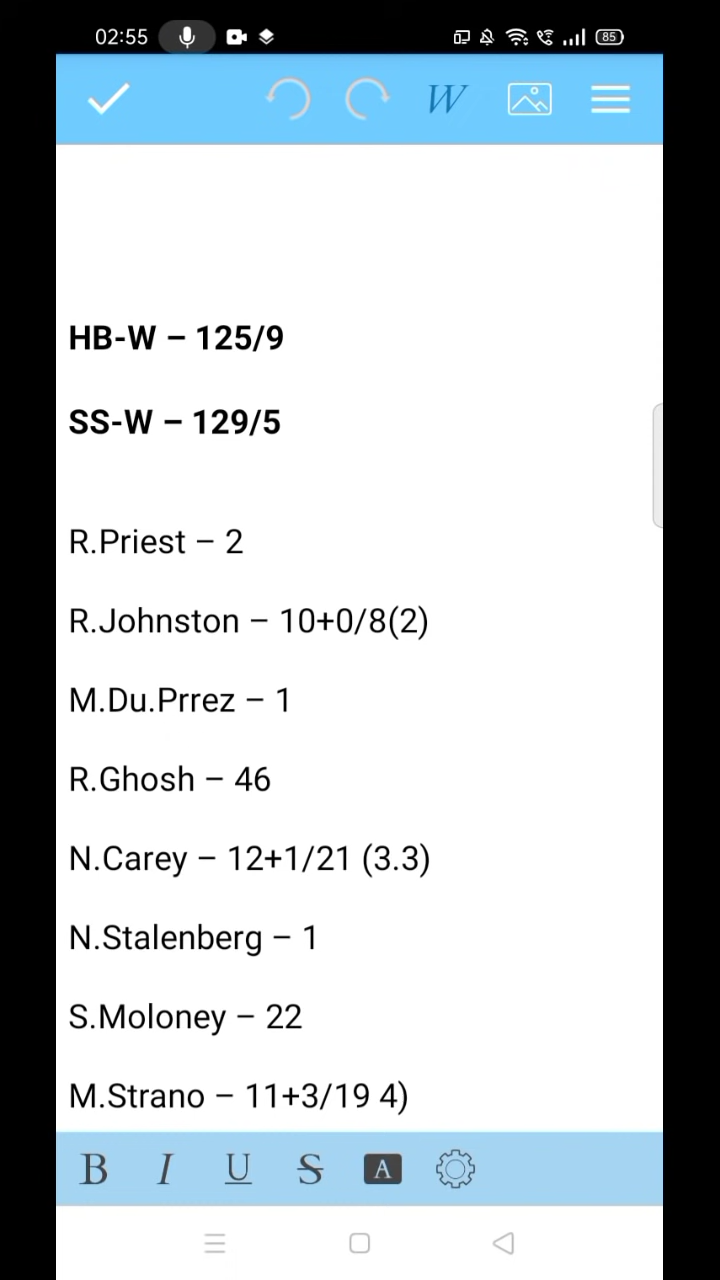 02:55
85
W
HB-W – 125/9
SS-W – 129/5
R.Priest – 2
R.Johnston – 10+0/8(2)
M.Du.Prrez – 1
R.Ghosh – 46
N.Carey – 12+1/21 (3.3)
N.Stalenberg – 1
S.Moloney – 22
M.Strano – 11+3/19 4)
B I U S A